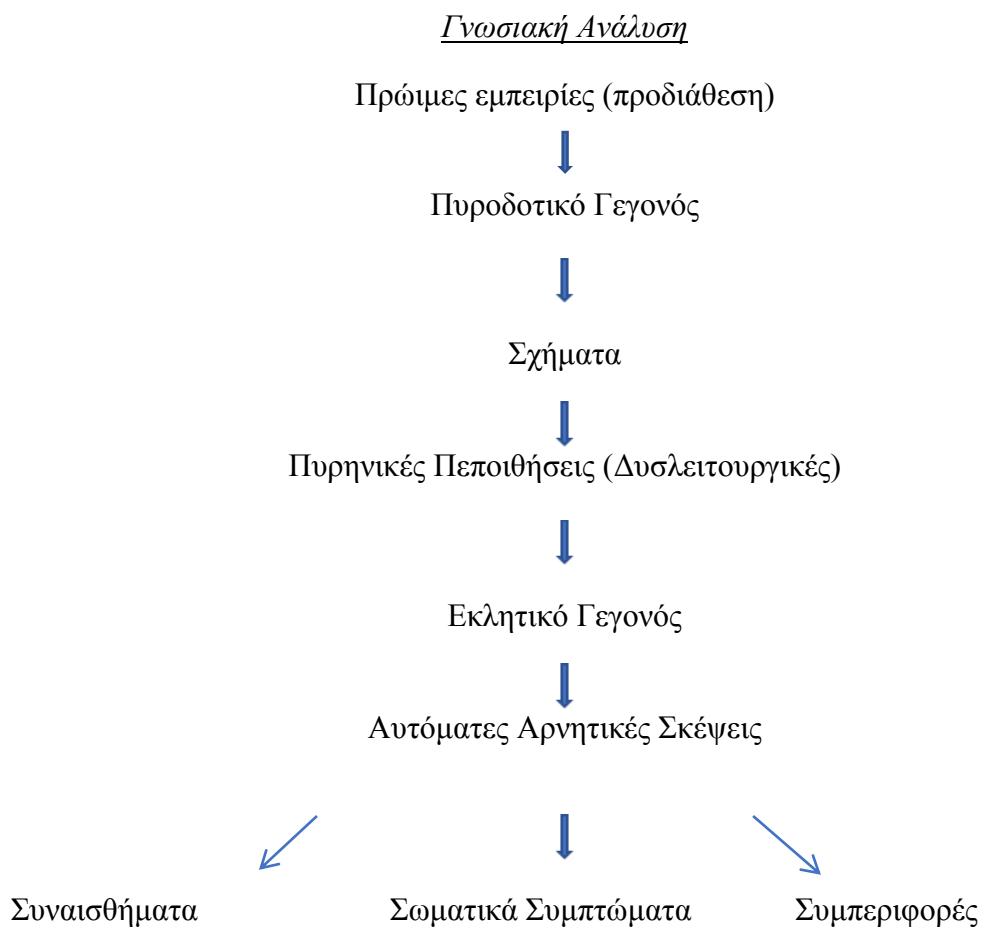 Γνωσιακή Ανάλυση
Πρώιμες εμπειρίες (προδιάθεση)
Πυροδοτικό Γεγονός
Σχήματα
Πυρηνικές Πεποιθήσεις (Δυσλειτουργικές)
Εκλητικό Γεγονός
Αυτόματες Αρνητικές Σκέψεις
Συναισθήματα Σωματικά Συμπτώματα Συμπεριφορές